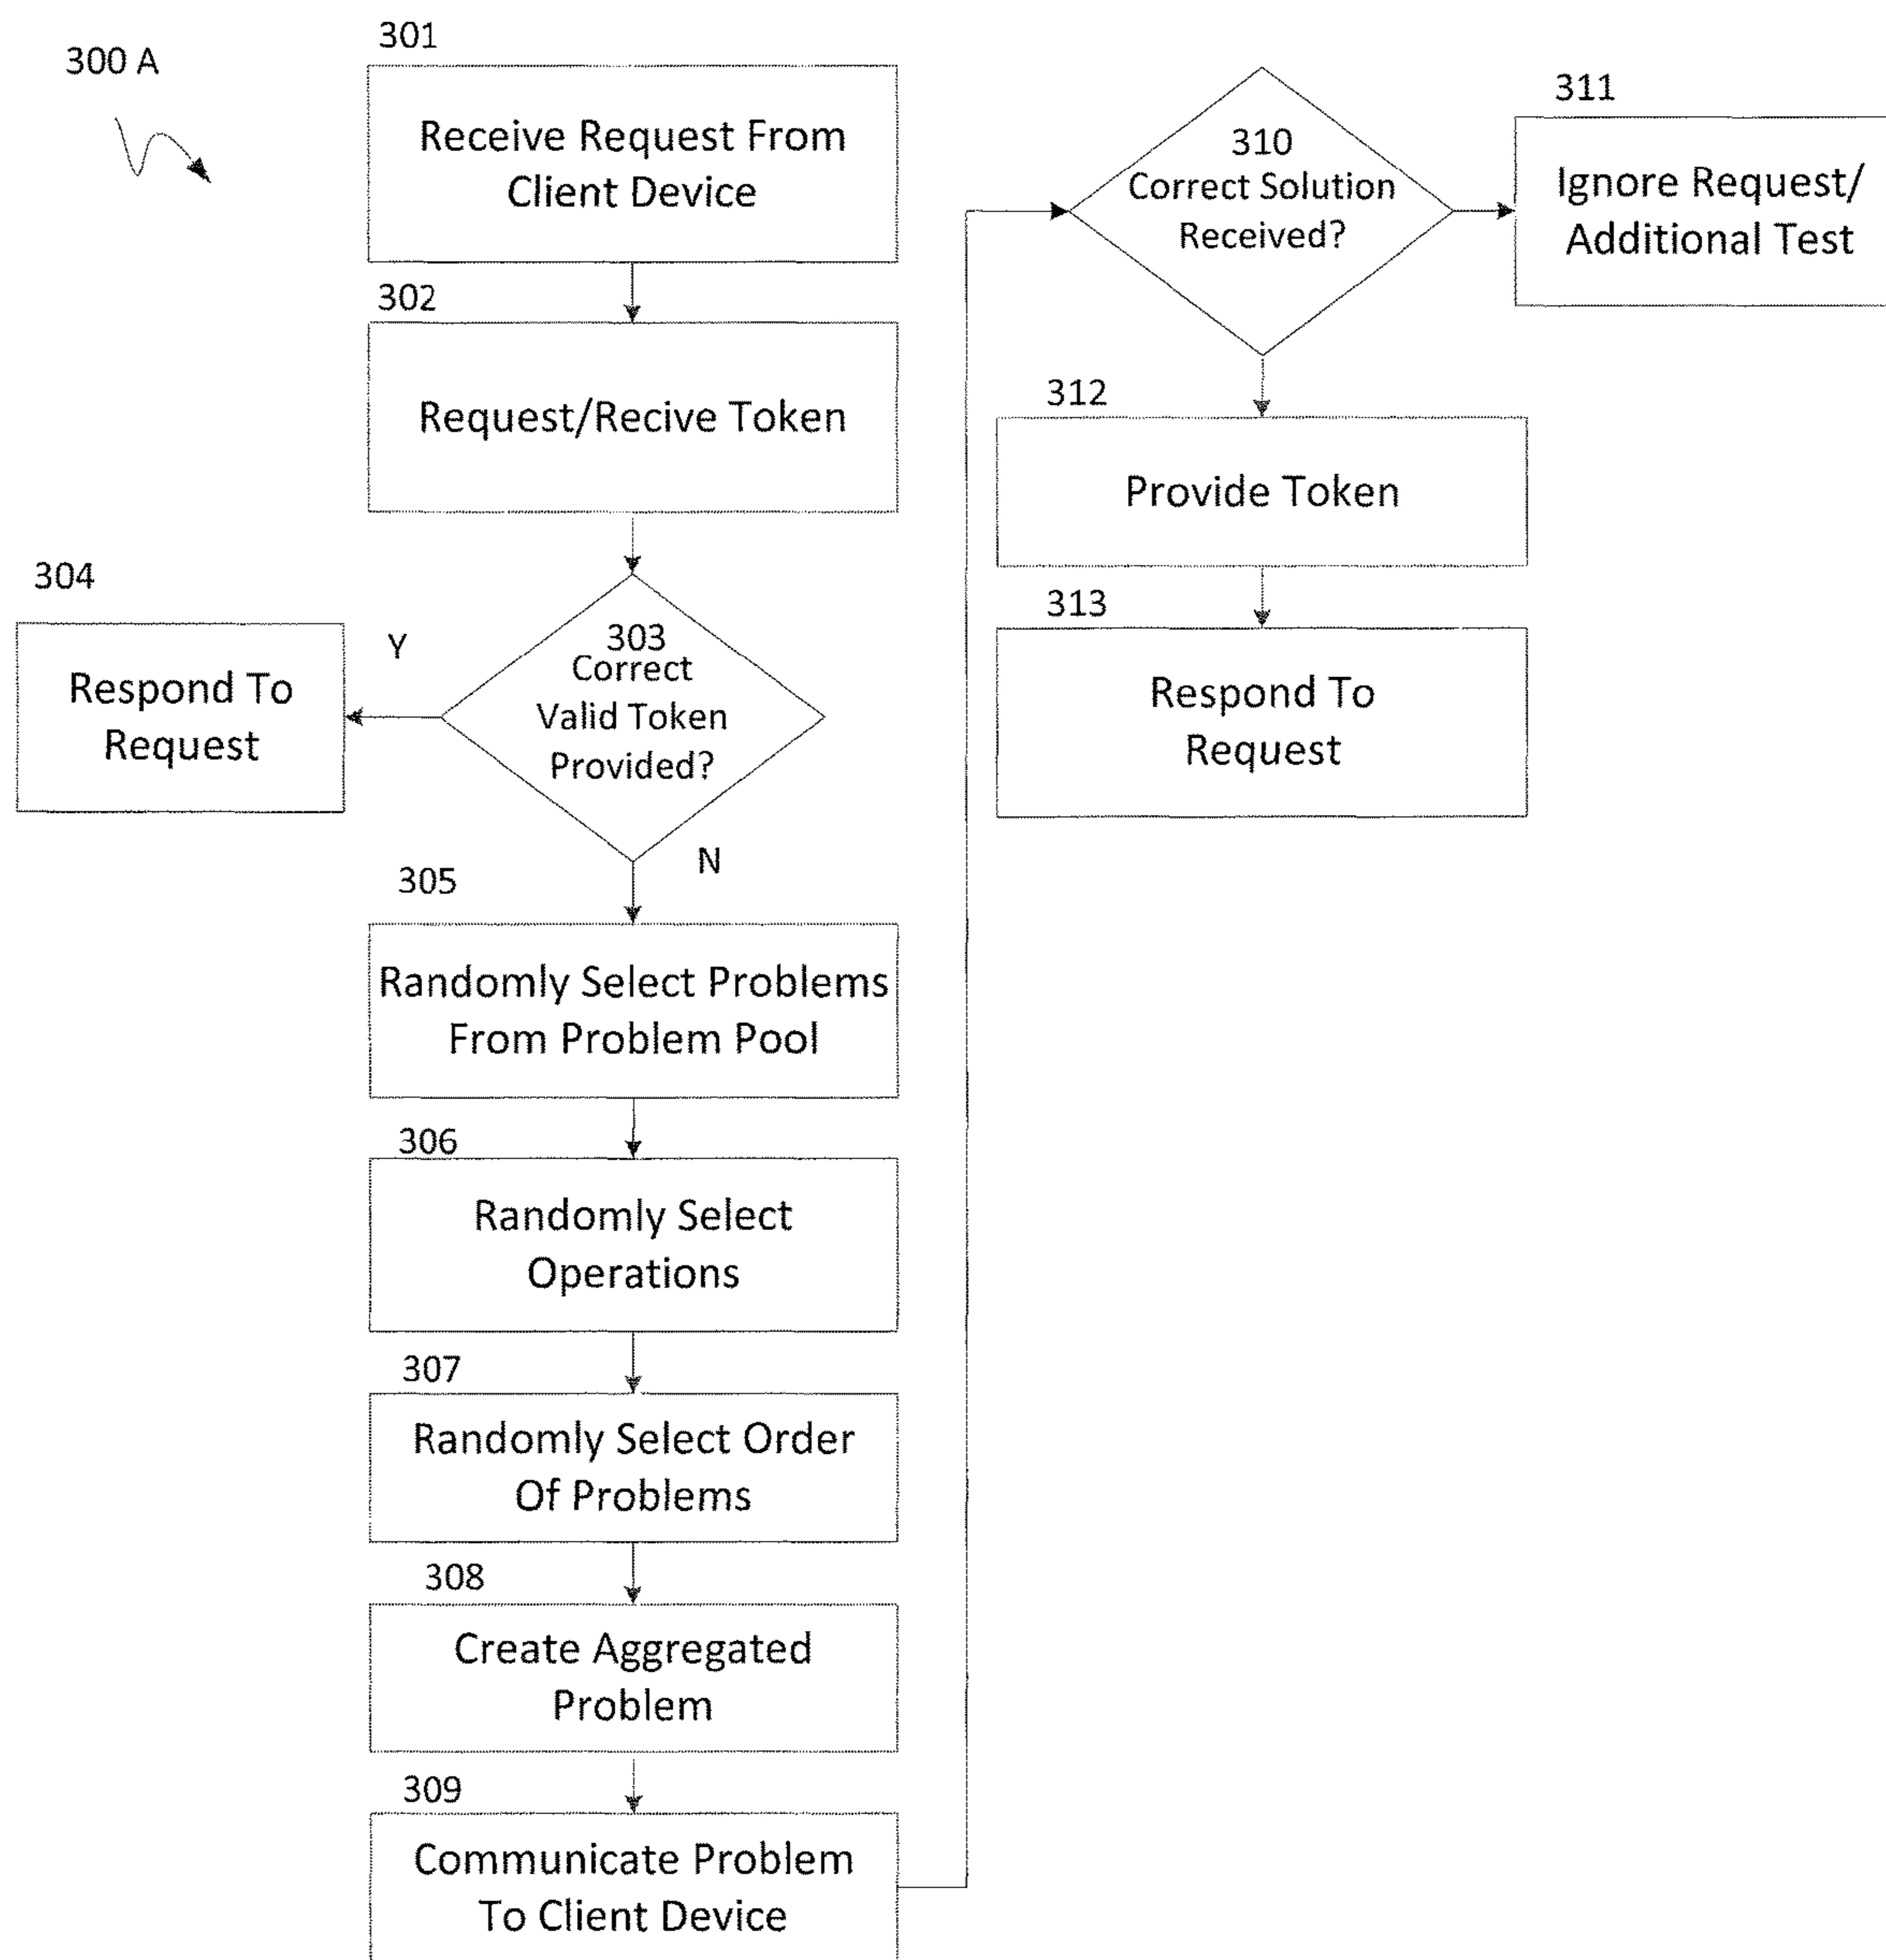 300 A
301
Receive Request From
Client Device
302
Request/Recive Token
303
Correct
Valid Token
Provided?
Y
304
Respond To
Request
N
305
Randomly Select Problems
From Problem Pool
306
Randomly Select
Operations
307
Randomly Select Order
Of Problems
308
Create Aggregated
Problem
309
Communicate Problem
To Client Device
310
Correct Solution
Received?
311
Ignore Request/
Additional Test
312
Provide Token
313
Respond To
Request